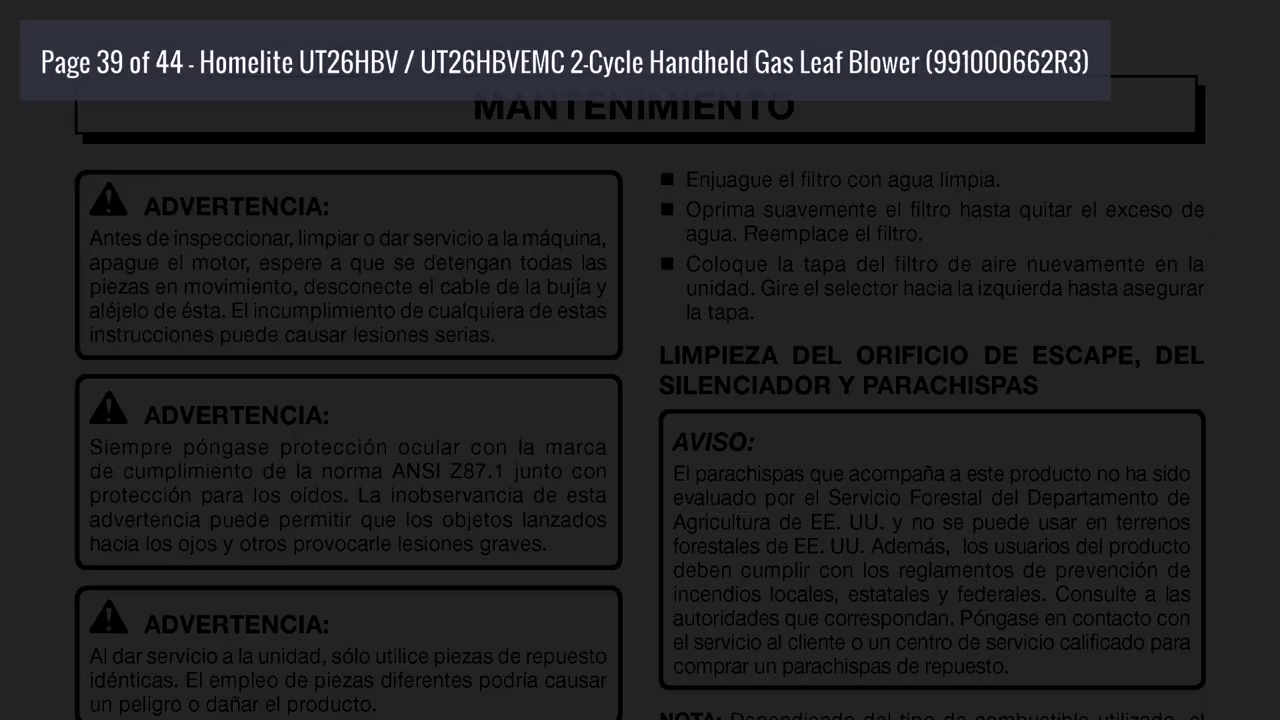 Page 39 of 44 - Homelite UT26HBV / UT26HBVEMC 2-Cycle Handheld Gas Leaf Blower (991000662R3)
MANTENIMIENTO
ADVERTENCIA:
Antes de inspeccionar, limpiar o dar servicio a la máquina,
apague el motor, espere a que se detengan todas las
piezas en movimiento, desconecte el cable de la bujía y
aléjelo de ésta. El incumplimiento de cualquiera de estas
instrucciones puede causar lesiones serias.
ADVERTENCIA:
Siempre póngase protección ocular con la marca
de cumplimiento de la norma ANSI Z87.1 junto con
protección para los oídos. La inobservancia de esta
advertencia puede permitir que los objetos lanzados
hacia los ojos y otros provocarle lesiones graves.
ADVERTENCIA:
Al dar servicio a la unidad, sólo utilice piezas de repuesto
idénticas. El empleo de piezas diferentes podría causar
un peligro o dañar el producto.
■ Enjuague el filtro con agua limpia.
■ Oprima suavemente el filtro hasta quitar el exceso de
agua. Reemplace el filtro.
■ Coloque la tapa del filtro de aire nuevamente en la
unidad. Gire el selector hacia la izquierda hasta asegurar
la tapa.
LIMPIEZA DEL ORIFICIO DE ESCAPE, DEL
SILENCIADOR Y PARACHISPAS
AVISO:
El parachispas que acompaña a este producto no ha sido
evaluado por el Servicio Forestal del Departamento de
Agricultura de EE. UU. y no se puede usar en terrenos
forestales de EE. UU. Además, los usuarios del producto
deben cumplir con los reglamentos de prevención de
incendios locales, estatales y federales. Consulte a las
autoridades que correspondan. Póngase en contacto con
el servicio al cliente o un centro de servicio calificado para
comprar un parachispas de repuesto.
NOTA: Dependiendo del tipo de combustible utilizado, el